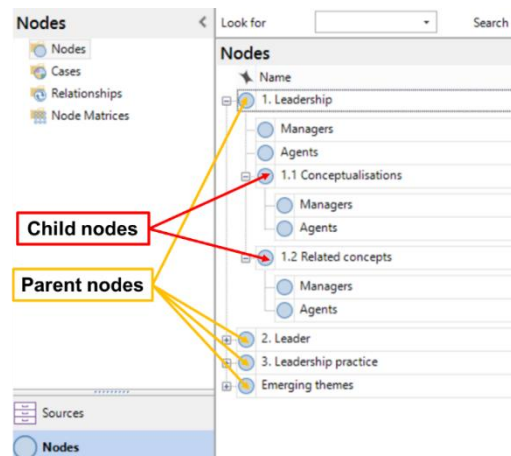 Nodes
Nodes
Cases
Relationships
Node Matrices
Child nodes
Parent nodes
Sources
Nodes
Look for Search
Nodes
Name
1. Leadership
Managers
Agents
1.1 Conceptualisations
Managers
Agents
1.2 Related concepts
Managers
Agents
2. Leader
3. Leadership practice
Emerging themes